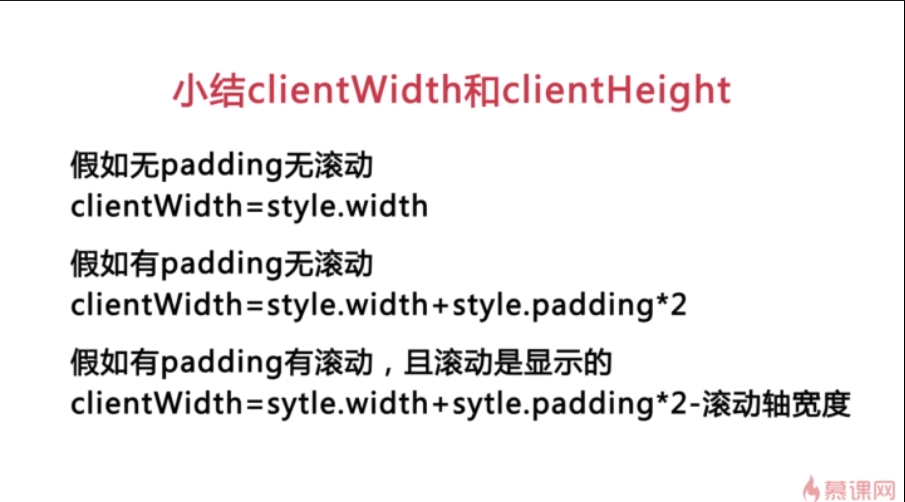 小结clientWidth和clientHeight
假如无padding无滚动
clientWidth=style.width
假如有padding无滚动
clientWidth=style.width+style.padding*2
假如有padding有滚动，且滚动是显示的
clientWidth=sytle.width+sytle.padding*2-滚动轴宽度
慕课网